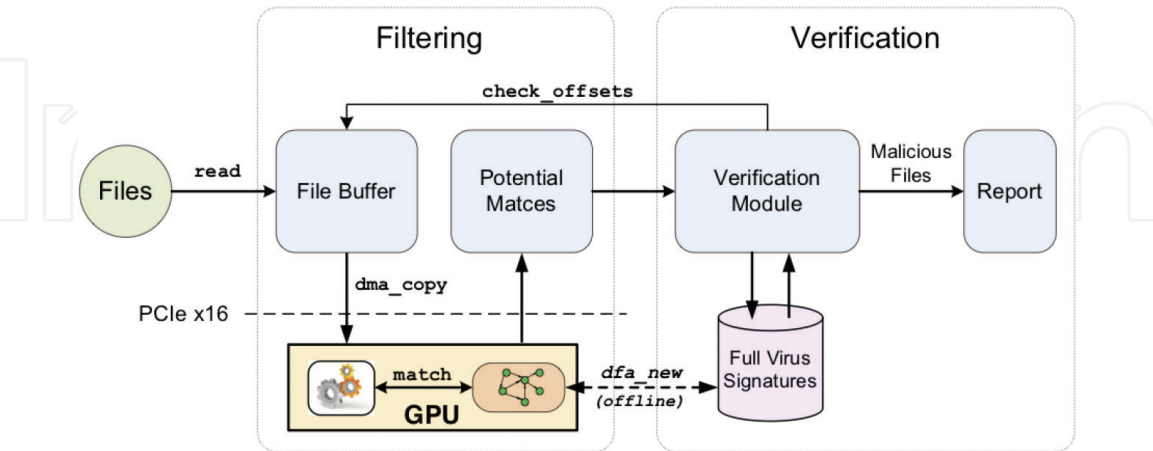 Filtering
Verification
check_offsets
Files
read
File Buffer
Potential
Matces
Verification
Module
Malicious
Files
Report
dma_copy
PCIe x16
match
GPU
dfa_new
(offline)
Full Virus
Signatures